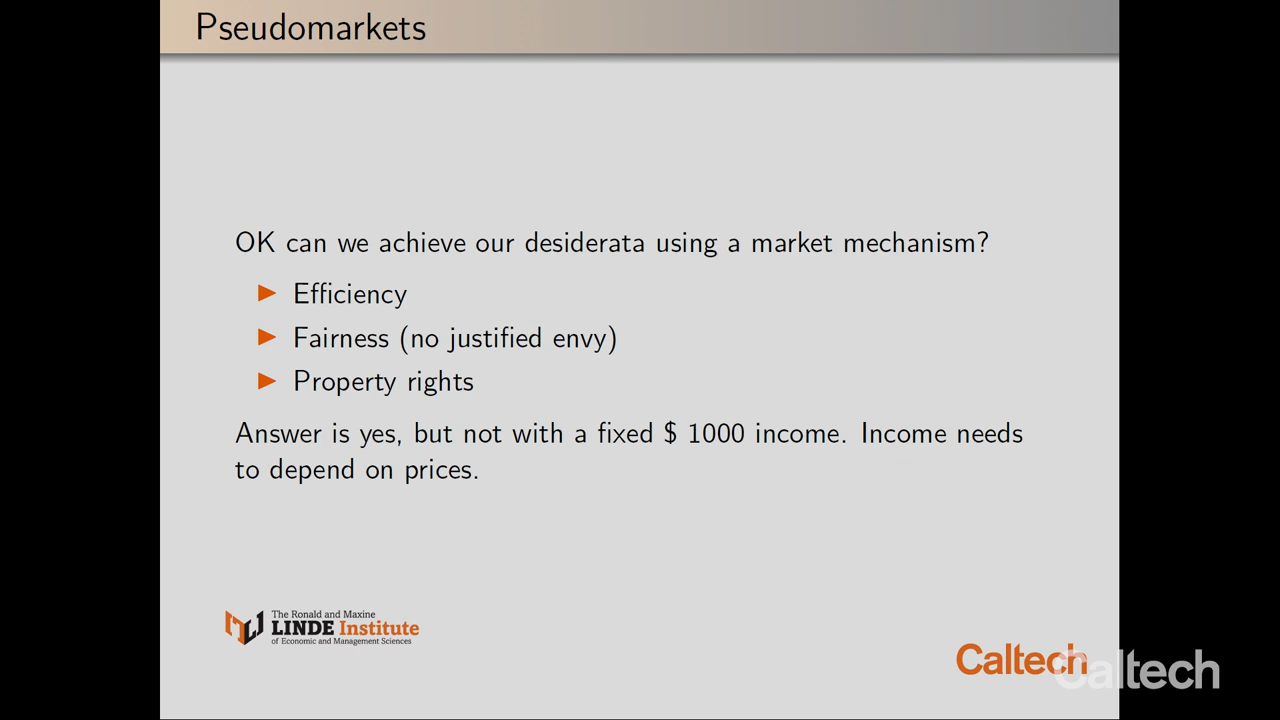 Pseudomarkets
OK can we achieve our desiderata using a market mechanism?
Efficiency
Fairness (no justified envy)
Property rights
Answer is yes, but not with a fixed $ 1000 income. Income needs
to depend on prices.
The Ronald and Maxine
LINDE Institute
of Economic and Management Sciences
Caltech
Caltech